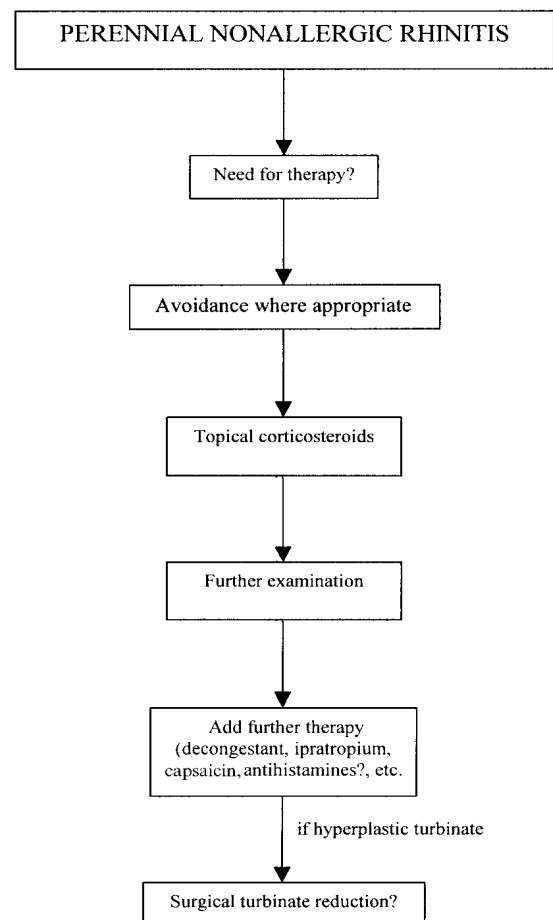 PERENNIAL NONALLERGIC RHINITIS
Need for therapy?
Avoidance where appropriate
Topical corticosteroids
Further examination
Add further therapy
(decongestant, ipratropium,
capsaicin, antihistamines?, etc.
if hyperplastic turbinate
Surgical turbinate reduction?